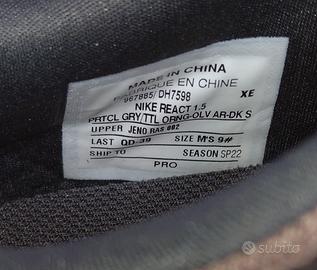 MADE IN CHINA
FABRIQUE EN CHINE
967885/ DH7598 XE
NIKE REACT 1.5
PRTCL GRY/TTL ORNG-OLV AR-DK S
UPPER JENO RAS 002
LAST QD-39 SIZE M'S 9#
SHIP TO SEASON SP22
PRO
subito